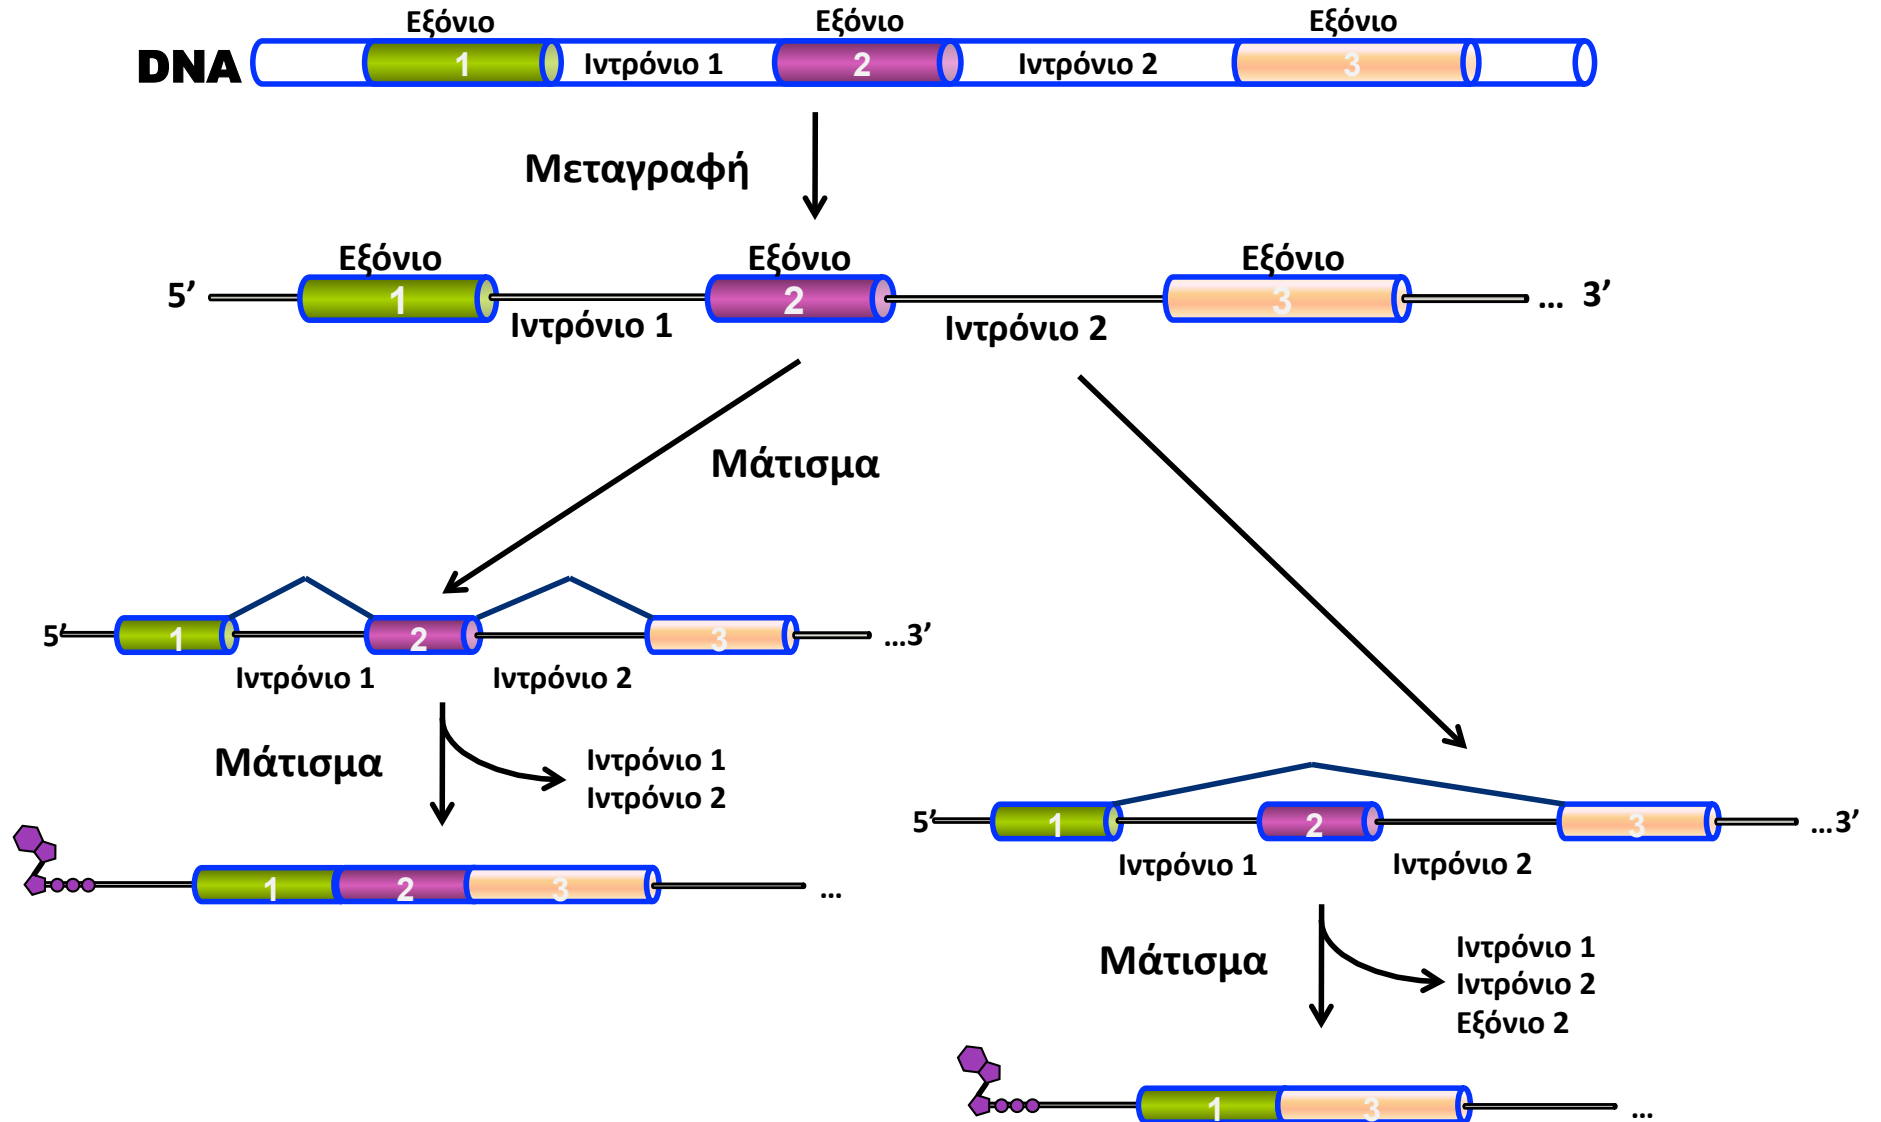 Εξόνιο Εξόνιο Εξόνιο
DNA 1 Ιντρόνιο 1 2 Ιντρόνιο 2 3
Μεταγραφή
Εξόνιο Εξόνιο Εξόνιο
5’ 1 2 3 ... 3’
Ιντρόνιο 1 Ιντρόνιο 2
Μάτισμα
5’ 1 2 3 ...3’
Ιντρόνιο 1 Ιντρόνιο 2
Μάτισμα
Ιντρόνιο 1
Ιντρόνιο 2
1 2 3 ...
5’ 1 2 3 ...3’
Ιντρόνιο 1 Ιντρόνιο 2
Μάτισμα
Ιντρόνιο 1
Ιντρόνιο 2
Εξόνιο 2
1 3 ...